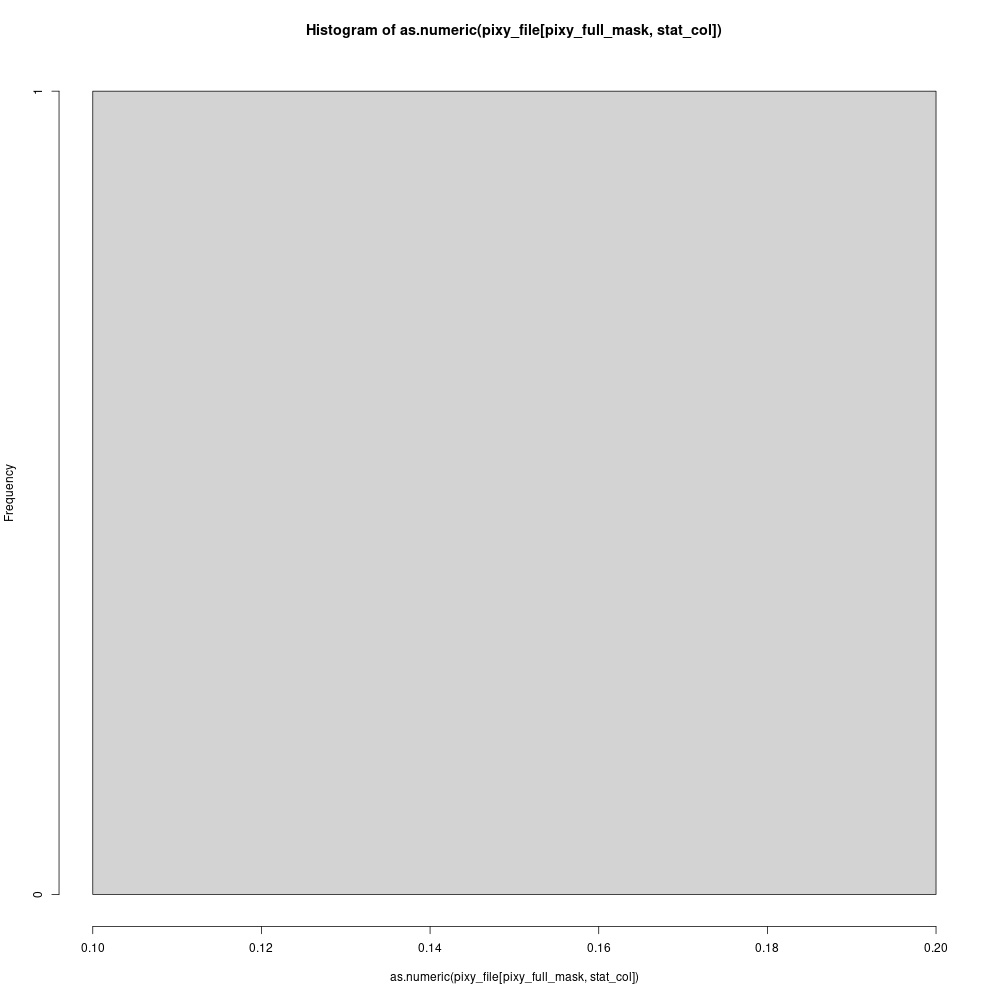 Histogram of as.numeric(pixy_file[pixy_full_mask, stat_col])
1
Frequency
0
0.10 0.12 0.14 0.16 0.18 0.20
as.numeric(pixy_file[pixy_full_mask, stat_col])